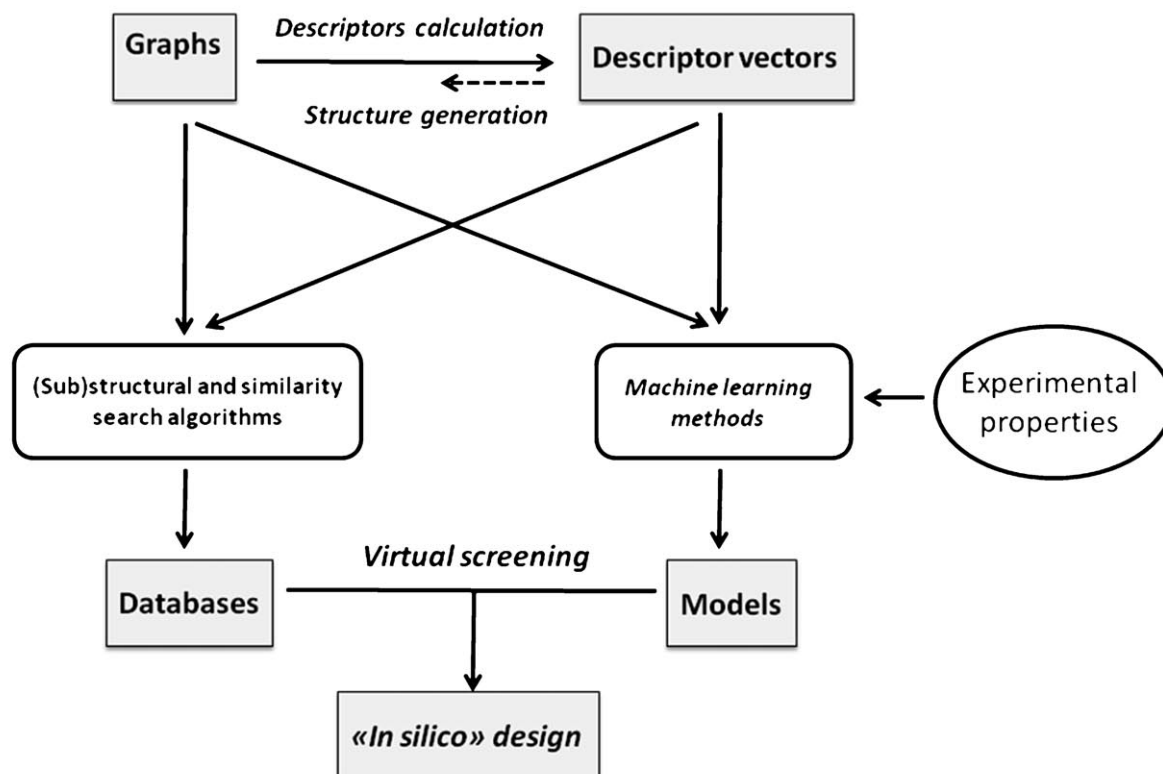 Graphs
Descriptors calculation
Descriptor vectors
Structure generation
(Sub)structural and similarity
search algorithms
Machine learning
methods
Experimental
properties
Virtual screening
Databases
Models
«In silico» design